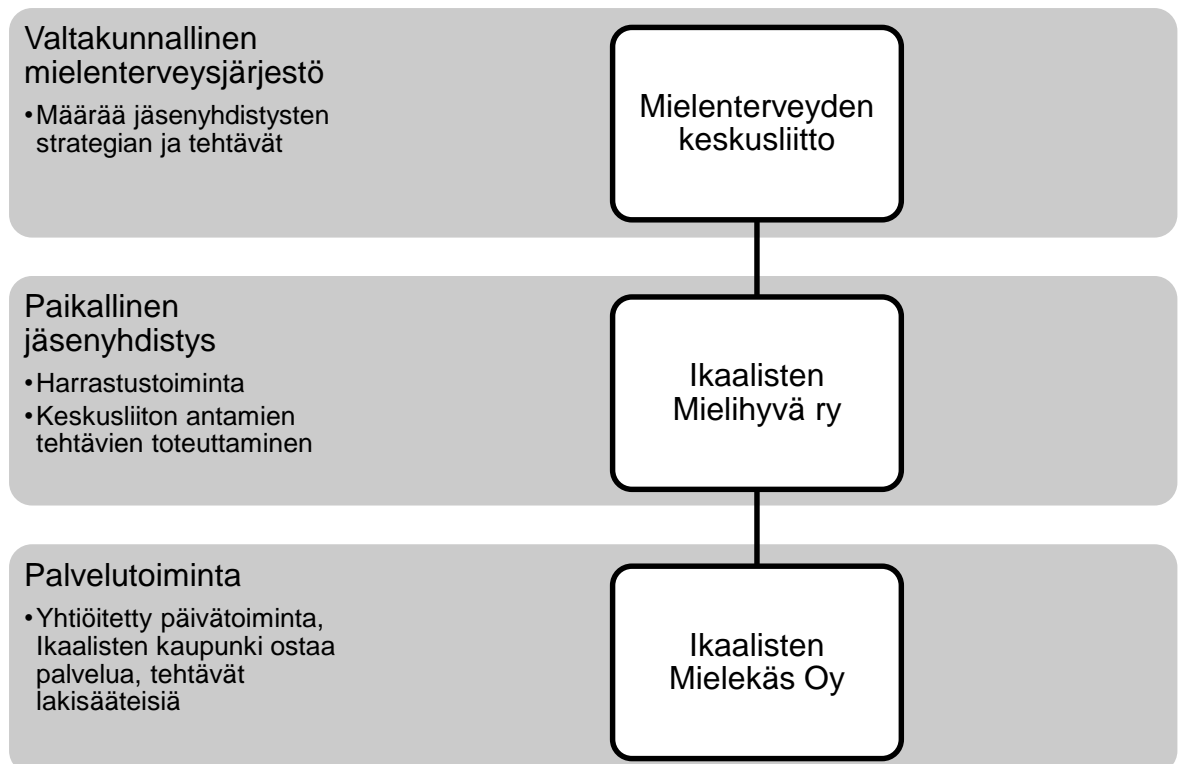 Valtakunnallinen
mielenterveysjärjestö
•Määrää jäsenyhdistysten
strategian ja tehtävät
Mielenterveyden
keskusliitto
Paikallinen
jäsenyhdistys
•Harrastustoiminta
•Keskusliiton antamien
tehtävien toteuttaminen
Ikaalisten
Mielihyvä ry
Palvelutoiminta
•Yhtiöitetty päivätoiminta,
Ikaalisten kaupunki ostaa
palvelua, tehtävät
lakisääteisiä
Ikaalisten
Mielekäs Oy